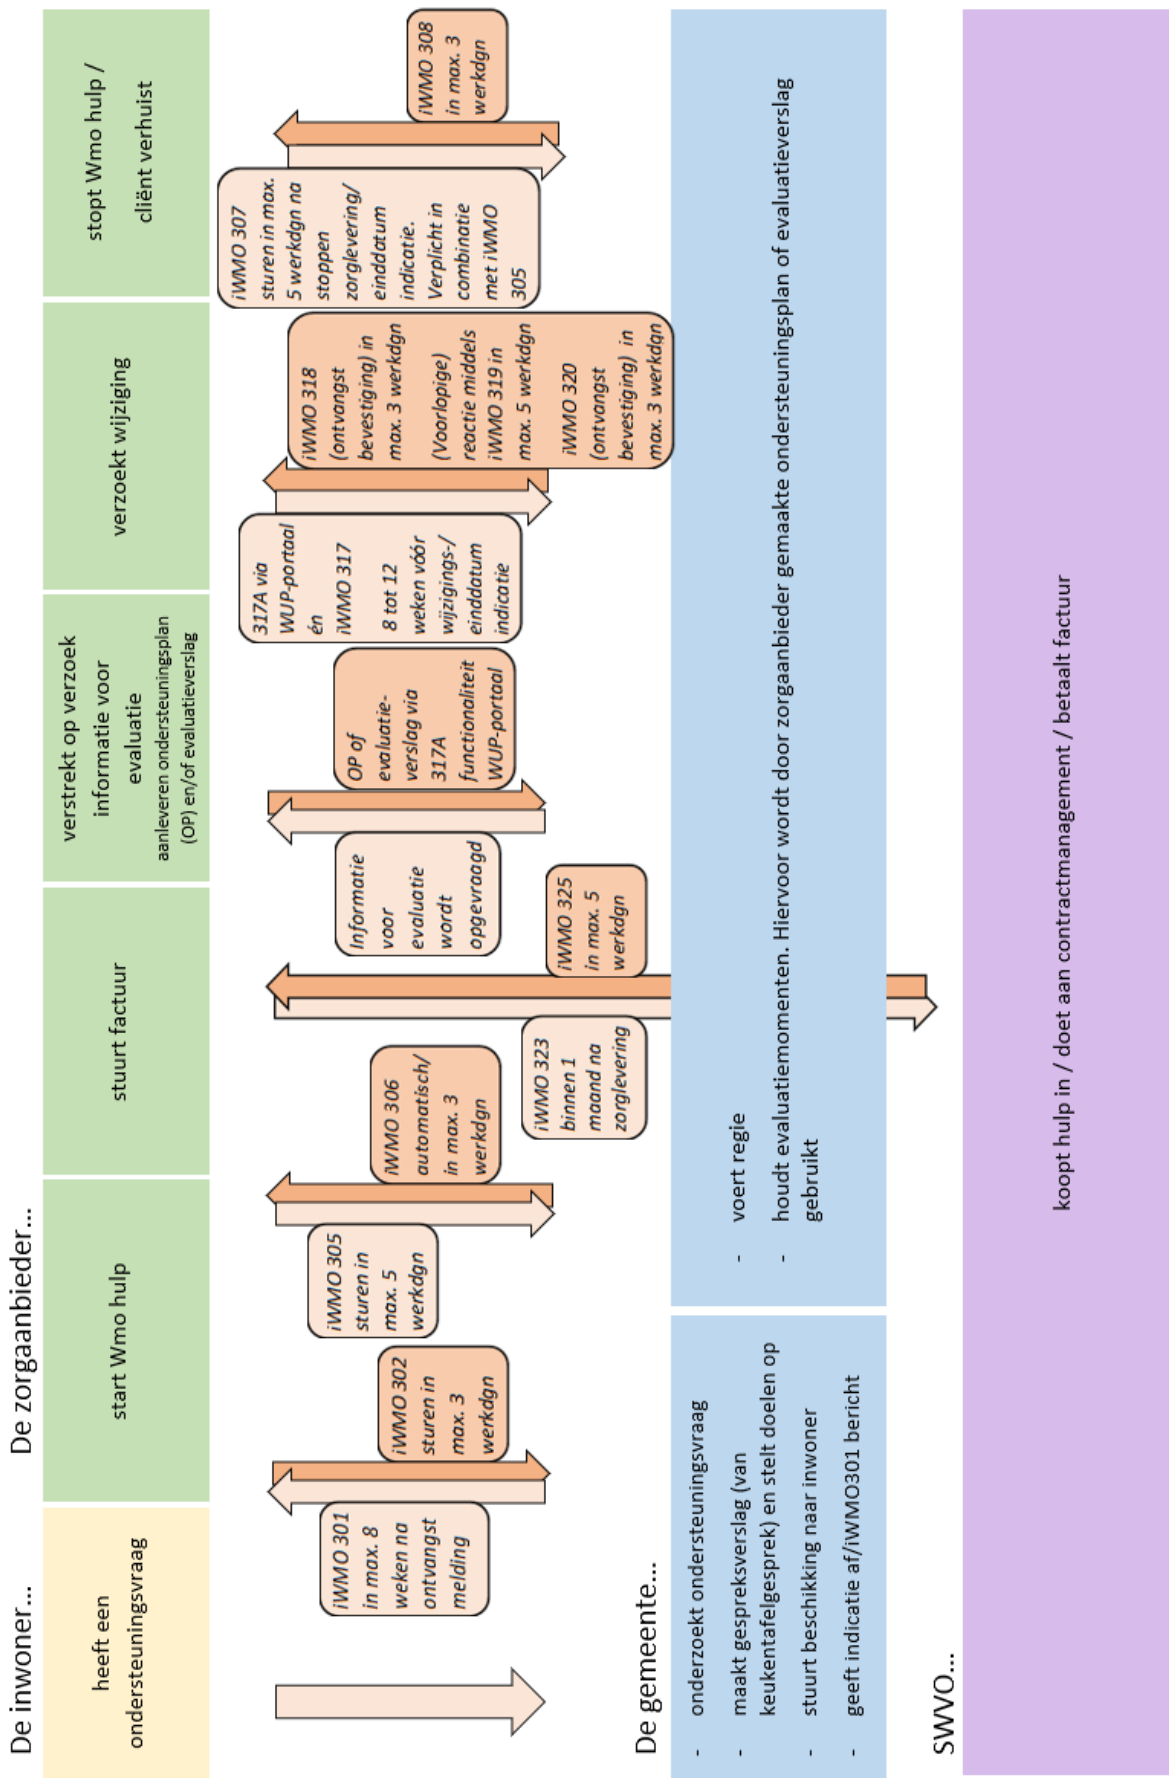 De inwoner...
De zorgaanbieder...
heeft een
ondersteuningsvraag
start Wmo hulp
stuurt factuur
verstrekt op verzoek
informatie voor
evaluatie
aanleveren ondersteuningsplan
(OP) en/of evaluatieverslag
verzoekt wijziging
stopt Wmo hulp /
cliënt verhuist
iWMO 301
in max. 8
weken na
ontvangst
melding
iWMO 302
sturen in
max. 3
werkdgn
iWMO 305
sturen in
max. 5
werkdgn
iWMO 306
automatisch/
in max. 3
werkdgn
iWMO 323
binnen 1
maand na
zorglevering
iWMO 325
in max. 5
werkdgn
Informatie
voor
evaluatie
wordt
opgevraagd
OP of
evaluatie-
verslag via
317A
functionaliteit
WUP-portaal
317A via
WUP-portaal
én
iWMO 317
8 tot 12
weken vóór
wijzigings-/
einddatum
indicatie
iWMO 318
(ontvangst
bevestiging) in
max. 3 werkdgn
(Voorlopige)
reactie middels
iWMO 319 in
max. 5 werkdgn
iWMO 320
(ontvangst
bevestiging) in
max. 3 werkdgn
iWMO 307
sturen in max.
5 werkdgn na
stoppen
zorglevering/
einddatum
indicatie.
Verplicht in
combinatie
met iWMO
305
iWMO 308
in max. 3
werkdgn
De gemeente...
- onderzoekt ondersteuningsvraag
- maakt gespreksverslag (van
keukentafelgesprek) en stelt doelen op
- stuurt beschikking naar inwoner
- geeft indicatie af/iWMO301 bericht
- voert regie
- houdt evaluatiemomenten. Hiervoor wordt door zorgaanbieder gemaakte ondersteuningsplan of evaluatieverslag
gebruikt
SWVO...
koopt hulp in / doet aan contractmanagement / betaalt factuur